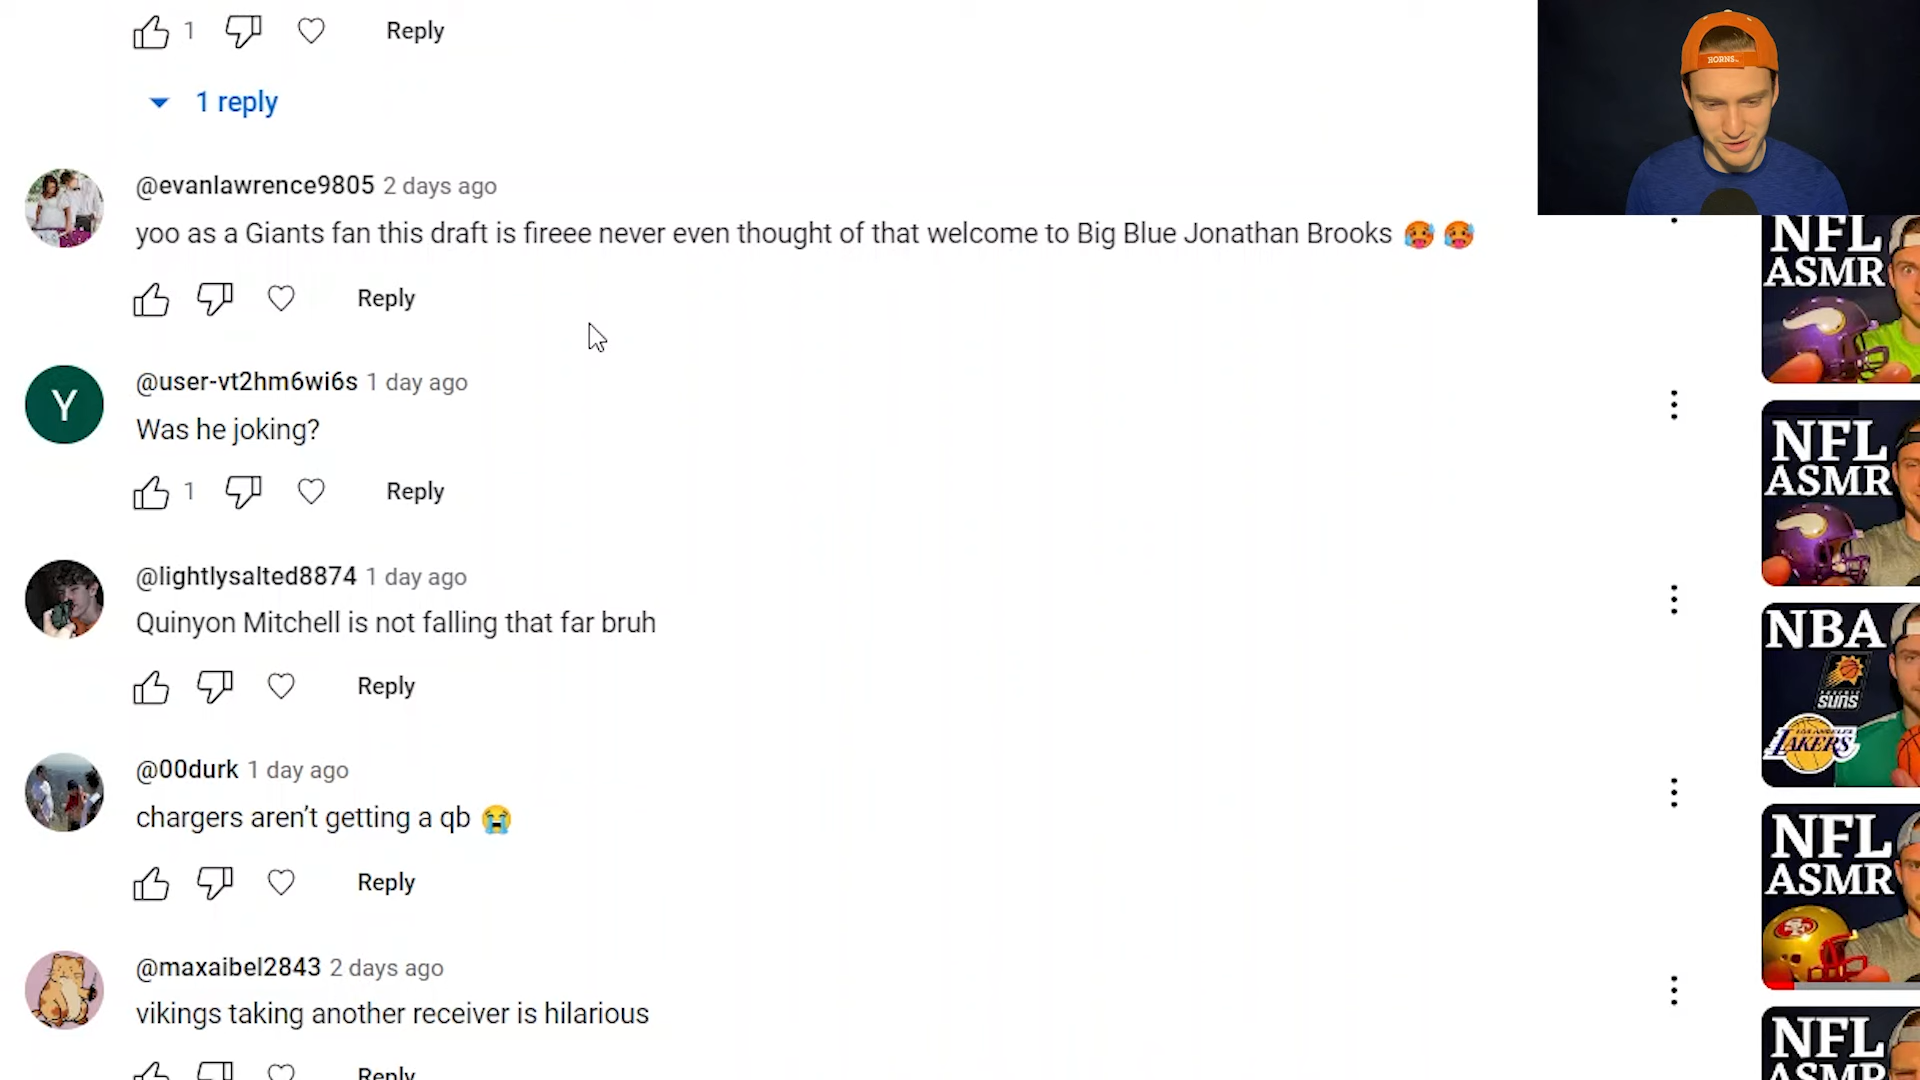 1 Reply
1 reply
@evanlawrence9805 2 days ago
yoo as a Giants fan this draft is fireee never even thought of that welcome to Big Blue Jonathan Brooks 🥵 🥵
Reply
@user-vt2hm6wi6s 1 day ago
Y
Was he joking?
1 Reply
@lightlysalted8874 1 day ago
Quinyon Mitchell is not falling that far bruh
Reply
@00durk 1 day ago
chargers aren’t getting a qb 😭
Reply
@maxaibel2843 2 days ago
vikings taking another receiver is hilarious
Reply
HORNS
NFL
ASMR
NFL
ASMR
NBA
SUNS
LAKERS
NFL
ASMR
NFL
ASMR